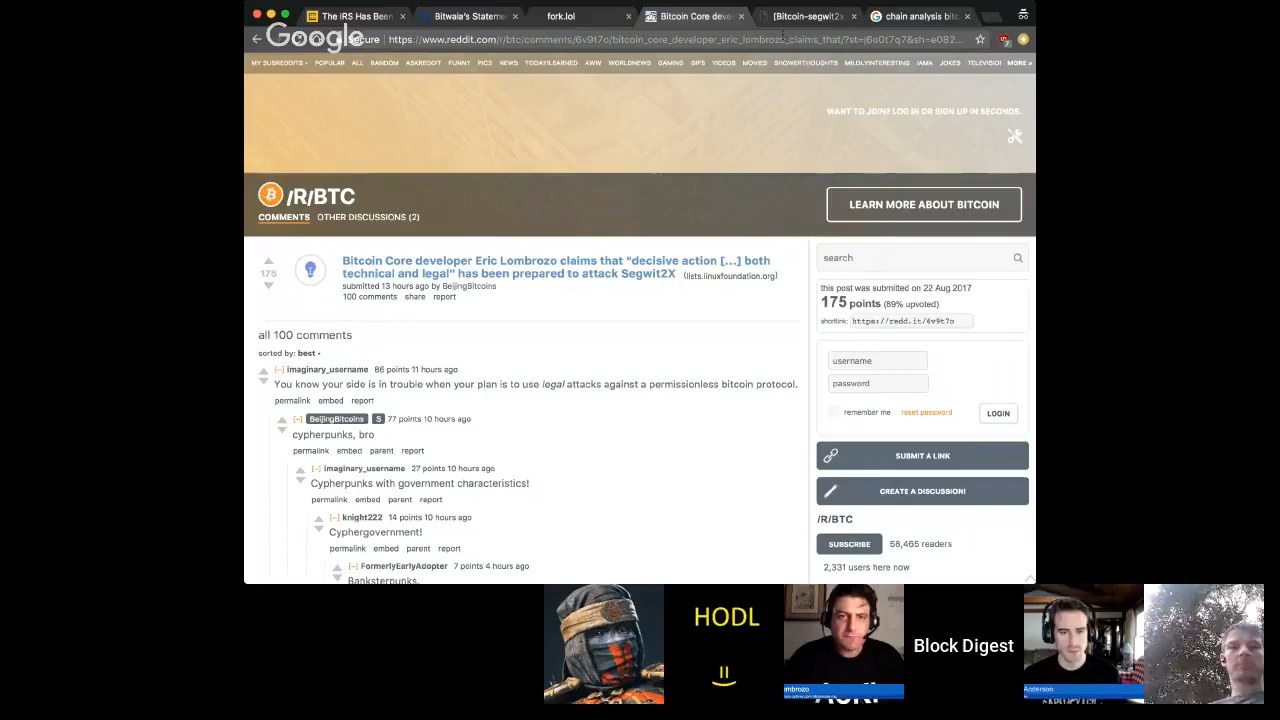 The IRS Has Been
Bitwala's Stateme
fork.lol
Bitcoin Core deve
[Bitcoin-segwit2x
chain analysis bit
Google
Secure
https://www.reddit.com/r/btc/comments/6v9t7o/bitcoin_core_developer_eric_lombrozo_claims_that/?st=j6o0t7q7&sh=e082...
MY SUBREDDITS POPULAR ALL RANDOM ASKREDDIT FUNNY PICS NEWS TODAYILEARNED AWW WORLDNEWS GAMING GIFS VIDEOS MOVIES SHOWERTHOUGHTS MILDLYINTERESTING IAMA JOKES TELEVISIO MORE »
WANT TO JOIN? LOG IN OR SIGN UP IN SECONDS.
/R/BTC
COMMENTS OTHER DISCUSSIONS (2)
LEARN MORE ABOUT BITCOIN
175
Bitcoin Core developer Eric Lombrozo claims that "decisive action [...] both
technical and legal" has been prepared to attack Segwit2X (lists.linuxfoundation.org)
submitted 13 hours ago by BeijingBitcoins
100 comments share report
all 100 comments
sorted by: best
[–] imaginary_username 86 points 11 hours ago
You know your side is in trouble when your plan is to use legal attacks against a permissionless bitcoin protocol.
permalink embed report
[–] BeijingBitcoins S 77 points 10 hours ago
cypherpunks, bro
permalink embed parent report
[–] imaginary_username 27 points 10 hours ago
Cypherpunks with government characteristics!
permalink embed parent report
[–] knight222 14 points 10 hours ago
Cyphergovernment!
permalink embed parent report
[–] FormerlyEarlyAdopter 7 points 4 hours ago
Banksterpunks.
search
this post was submitted on 22 Aug 2017
175 points (89% upvoted)
shortlink: https://redd.it/6v9t7o
username
password
remember me reset password LOGIN
SUBMIT A LINK
CREATE A DISCUSSION!
/R/BTC
SUBSCRIBE 58,465 readers
2,331 users here now
HODL
=)
ombrozo
Block Digest
Anderson